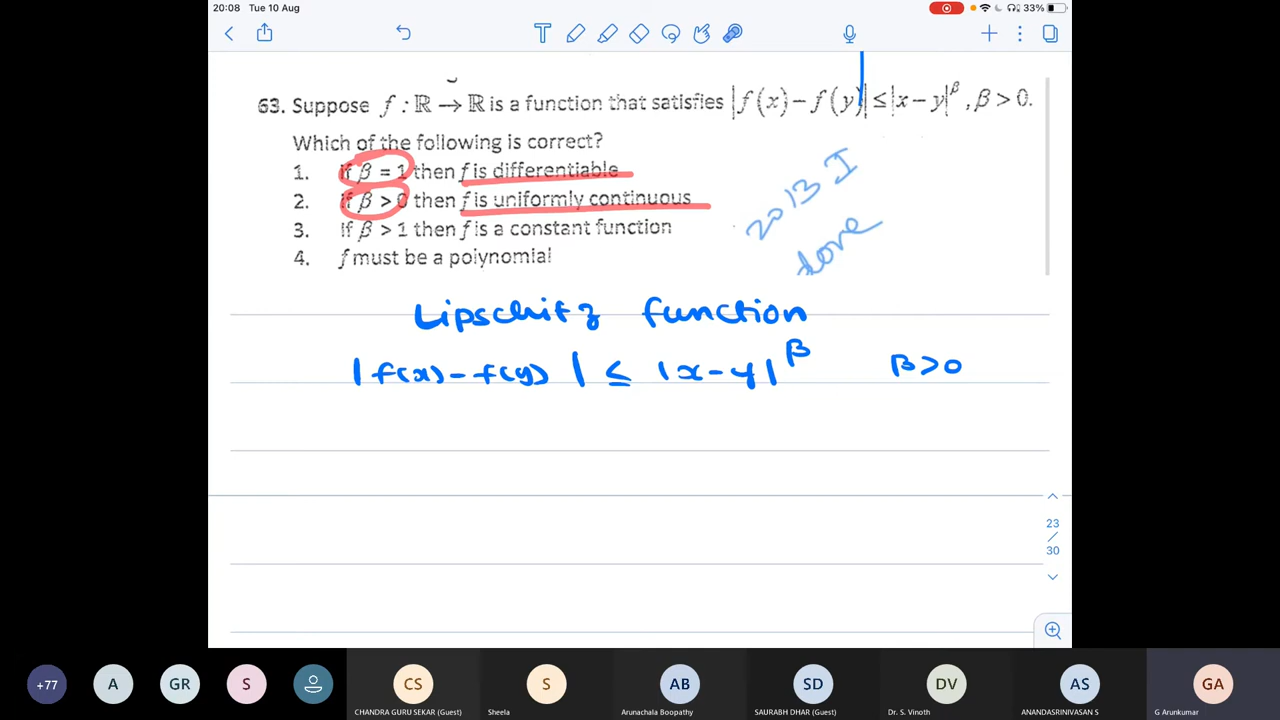 20:08 Tue 10 Aug
33%
T
63. Suppose f : ℝ → ℝ is a function that satisfies |f(x) – f(y)| ≤ |x – y|^β , β > 0.
Which of the following is correct?
1. If β = 1 then f is differentiable
2. If β > 0 then f is uniformly continuous
3. If β > 1 then f is a constant function
4. f must be a polynomial
2013 I
done
Lipschitz function
|f(x) – f(y)| ≤ |x – y|^β β > 0
23
/
30
+77
A
GR
S
CS
S
AB
SD
DV
AS
GA
CHANDRA GURU SEKAR (Guest)
Sheela
Arunachala Boopathy
SAURABH DHAR (Guest)
Dr. S. Vinoth
ANANDASRINIVASAN S
G Arunkumar